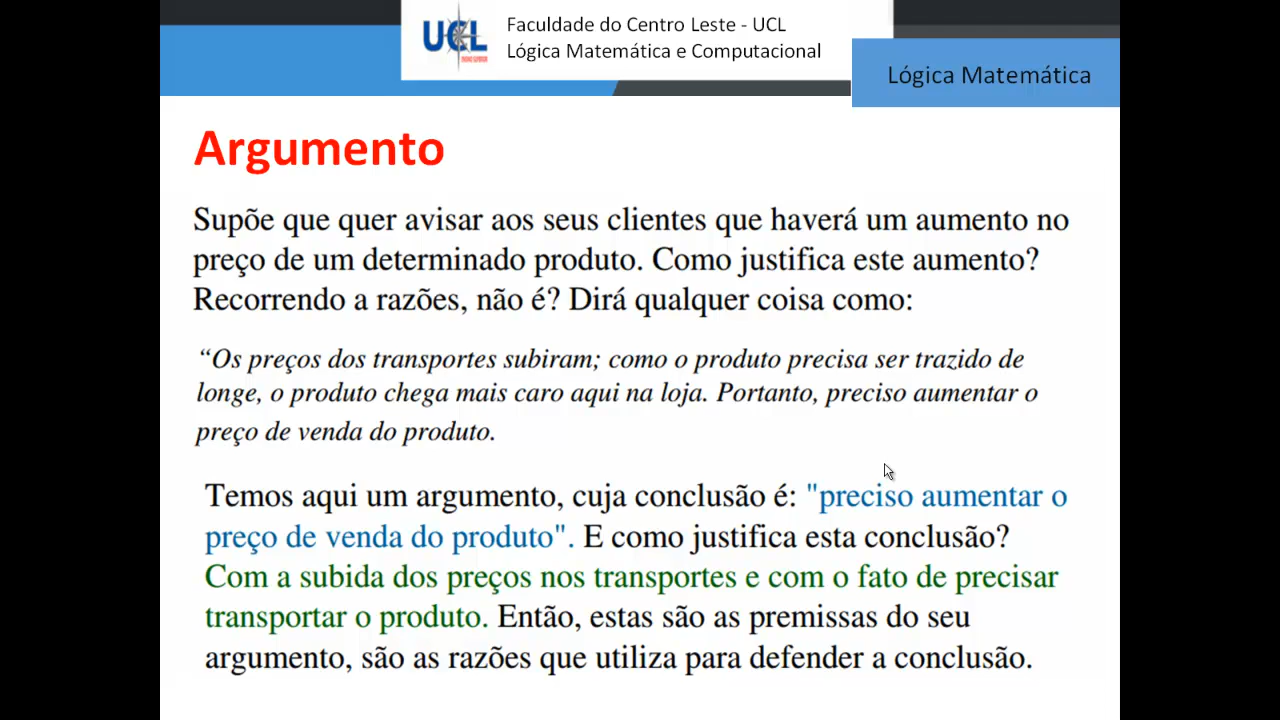 UCL
Faculdade do Centro Leste - UCL
Lógica Matemática e Computacional
Lógica Matemática
Argumento
Supõe que quer avisar aos seus clientes que haverá um aumento no
preço de um determinado produto. Como justifica este aumento?
Recorrendo a razões, não é? Dirá qualquer coisa como:
“Os preços dos transportes subiram; como o produto precisa ser trazido de
longe, o produto chega mais caro aqui na loja. Portanto, preciso aumentar o
preço de venda do produto.
Temos aqui um argumento, cuja conclusão é: "preciso aumentar o
preço de venda do produto". E como justifica esta conclusão?
Com a subida dos preços nos transportes e com o fato de precisar
transportar o produto. Então, estas são as premissas do seu
argumento, são as razões que utiliza para defender a conclusão.